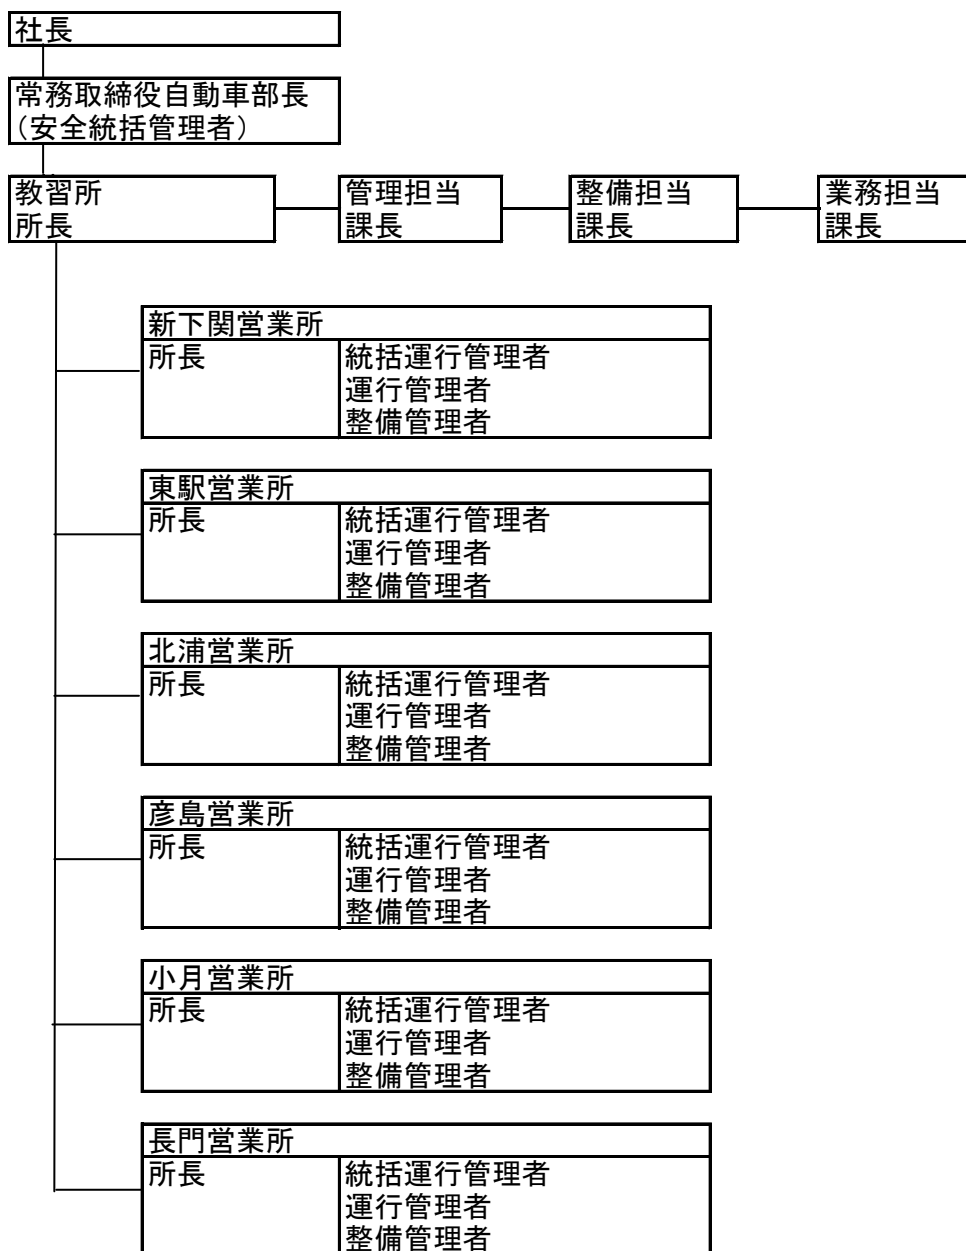 社長
常務取締役自動車部長
（安全統括管理者）
教習所
所長
管理担当
課長
整備担当
課長
業務担当
課長
新下関営業所
所長
統括運行管理者
運行管理者
整備管理者
東駅営業所
所長
統括運行管理者
運行管理者
整備管理者
北浦営業所
所長
統括運行管理者
運行管理者
整備管理者
彦島営業所
所長
統括運行管理者
運行管理者
整備管理者
小月営業所
所長
統括運行管理者
運行管理者
整備管理者
長門営業所
所長
統括運行管理者
運行管理者
整備管理者